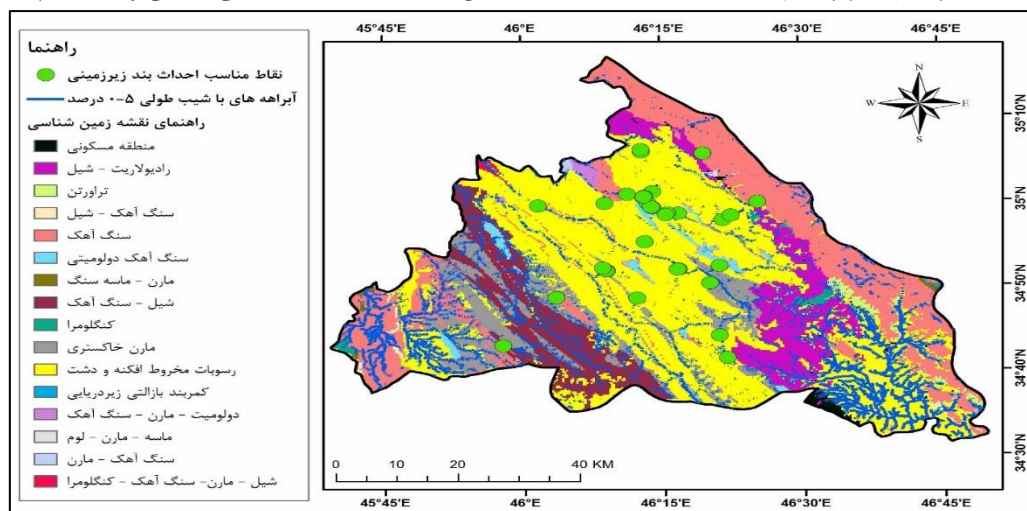 راهنما
نقاط مناسب احداث بند زیرزمینی
آبراهه های با شیب طولی ۵-۰ درصد
راهنمای نقشه زمین شناسی
منطقه مسکونی
رادیولاریت - شیل
تراورتن
سنگ آهک - شیل
سنگ آهک
سنگ آهک دولومیتی
مارن - ماسه سنگ
شیل - سنگ آهک
کنگلومرا
مارن خاکستری
رسوبات مخروط افکنه و دشت
کمربند بازالتی زیردریایی
دولومیت - مارن - سنگ آهک
ماسه - مارن - لوم
سنگ آهک - مارن
شیل - مارن- سنگ آهک - کنگلومرا
45°45'E 46°E 46°15'E 46°30'E 46°45'E
N
W E
S
35°10'N
35°N
34°50'N
34°40'N
34°30'N
0 10 20 40 KM
45°45'E 46°E 46°15'E 46°30'E 46°45'E